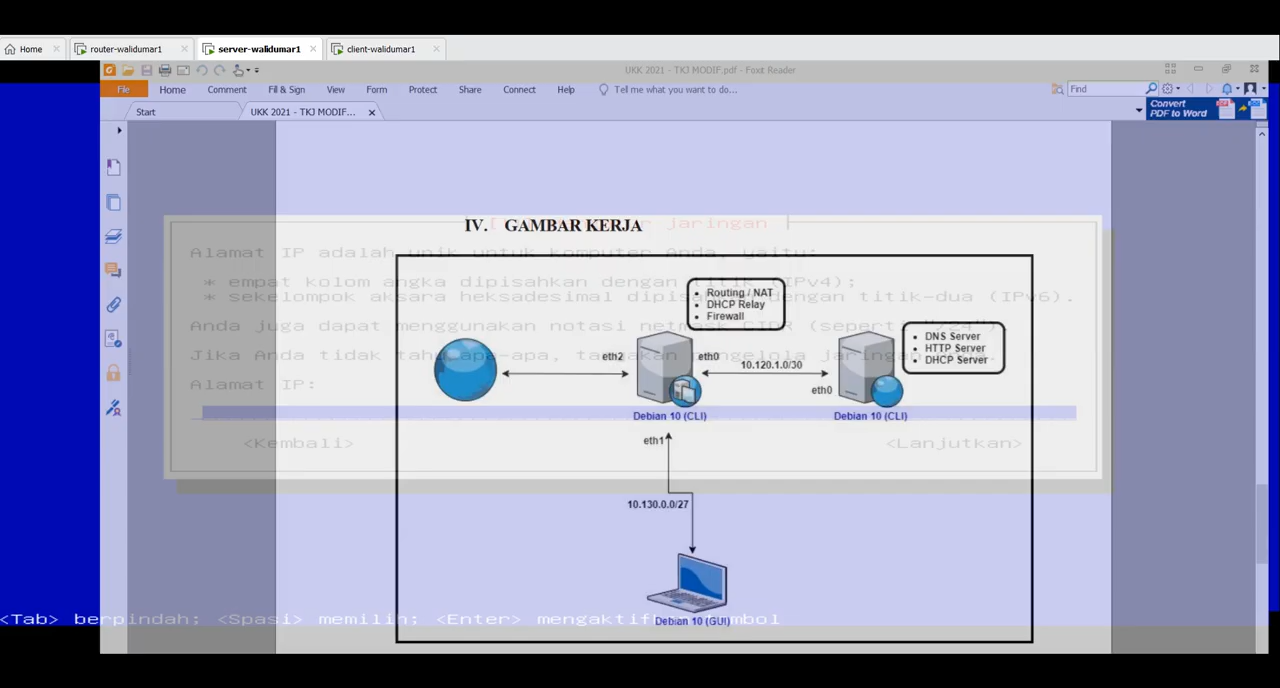 Home
router-walidumar1
server-walidumar1
client-walidumar1
UKK 2021 - TKJ MODIF.pdf - Foxit Reader
File
Home
Comment
View
Form
Protect
Share
Connect
Help
Fill & Sign
Tell me what you want to do...
Find
Start
UKK 2021 - TKJ MODIF...
Convert
PDF to Word
IV. GAMBAR KERJA
jaringan
Alamat IP adalah unik untuk komputer Anda, yaitu:
* empat kolom angka dipisahkan dengan titik (IPv4);
* sekelompok aksara heksadesimal dipisahkan dengan titik-dua (IPv6).
Anda juga dapat menggunakan notasi netmask CIDR (seperti "/24").
Jika Anda tidak tahu apa-apa, tanyakan pengelola jaringan
Alamat IP:
<Kembali>
<Lanjutkan>
Routing / NAT
DHCP Relay
Firewall
DNS Server
HTTP Server
DHCP Server
eth2
eth0
10.120.1.0/30
eth0
Debian 10 (CLI)
Debian 10 (CLI)
eth1
10.130.0.0/27
Debian 10 (GUI)
<Tab> berpindah; <Spasi> memilih; <Enter> mengaktifkan tombol